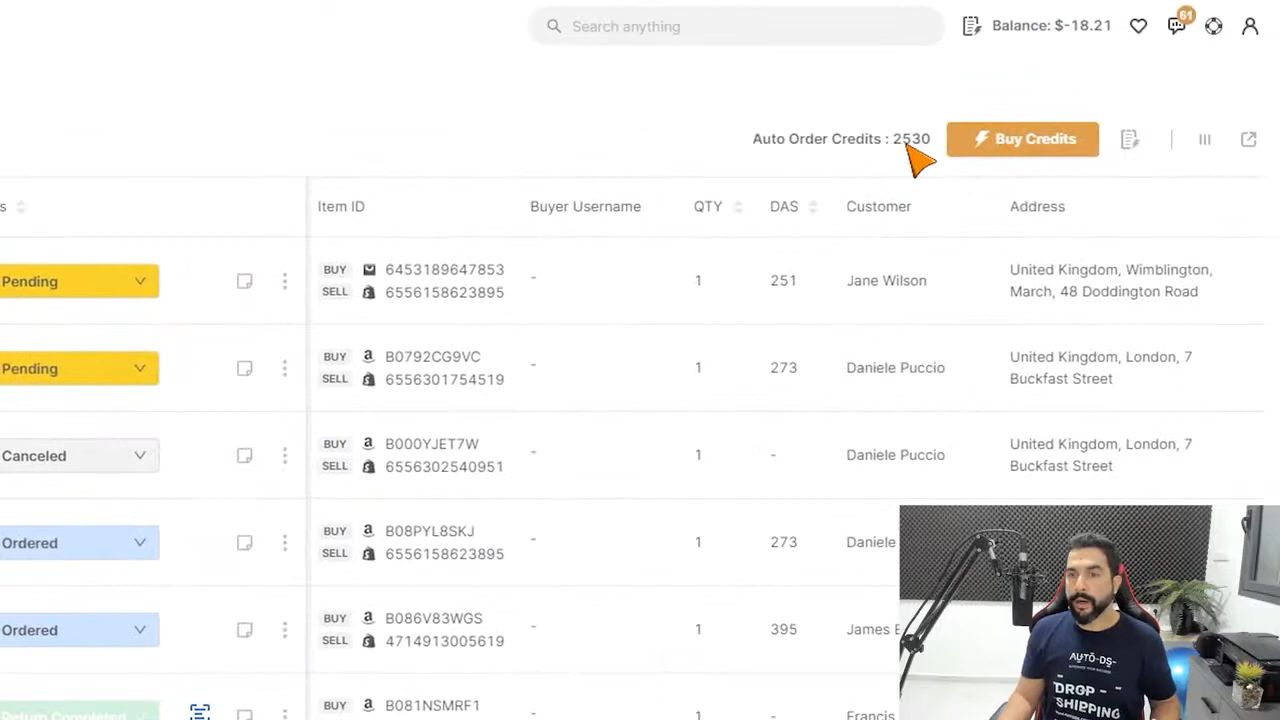 Search anything
Balance: $-18.21
61
Auto Order Credits : 2530
Buy Credits
s
Item ID
Buyer Username
QTY
DAS
Customer
Address
Pending
BUY
6453189647853
SELL
6556158623895
-
1
251
Jane Wilson
United Kingdom, Wimblington,
March, 48 Doddington Road
Pending
BUY
a
B0792CG9VC
SELL
6556301754519
-
1
273
Daniele Puccio
United Kingdom, London, 7
Buckfast Street
Canceled
BUY
a
B000YJET7W
SELL
6556302540951
-
1
-
Daniele Puccio
United Kingdom, London, 7
Buckfast Street
Ordered
BUY
a
B08PYL8SKJ
SELL
6556158623895
-
1
273
Daniele
Ordered
BUY
a
B086V83WGS
SELL
4714913005619
-
1
395
James
Return Completed
BUY
a
B081NSMRF1
-
1
-
Francis
AUTO-DS-
DROP
SHIPPING